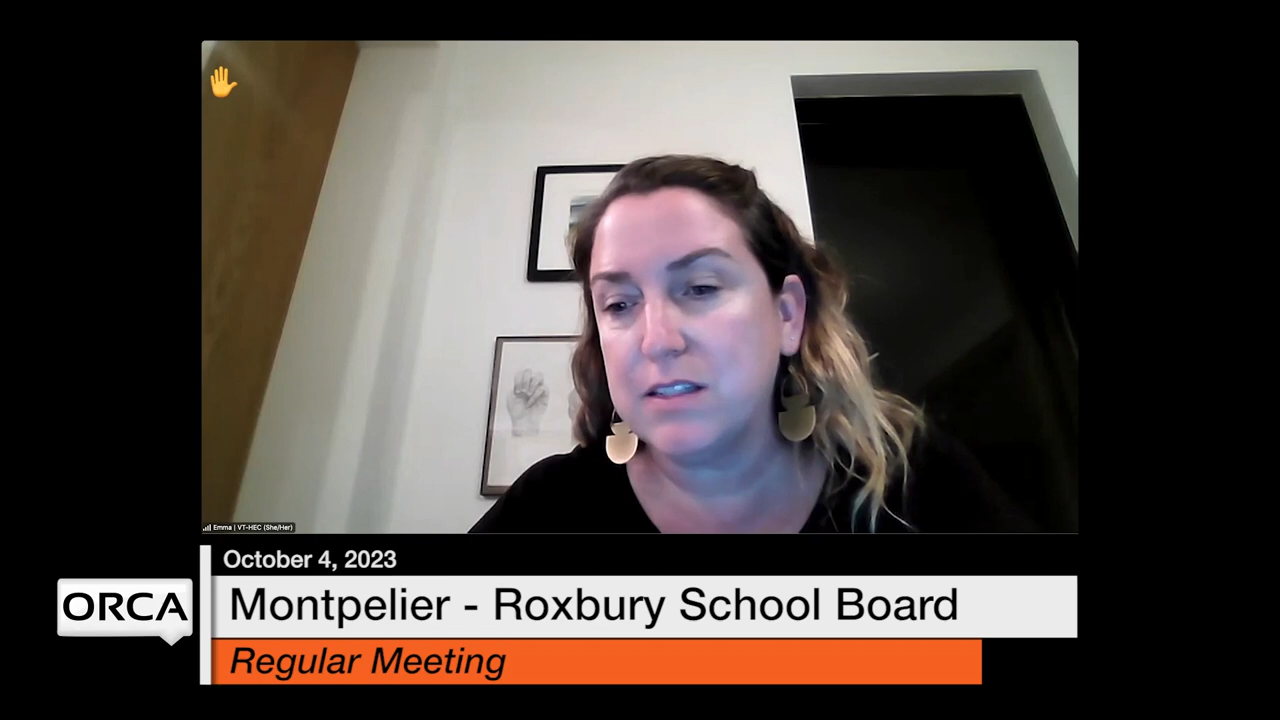 Emma | VT-HEC (She/Her)
October 4, 2023
ORCA
Montpelier - Roxbury School Board
Regular Meeting